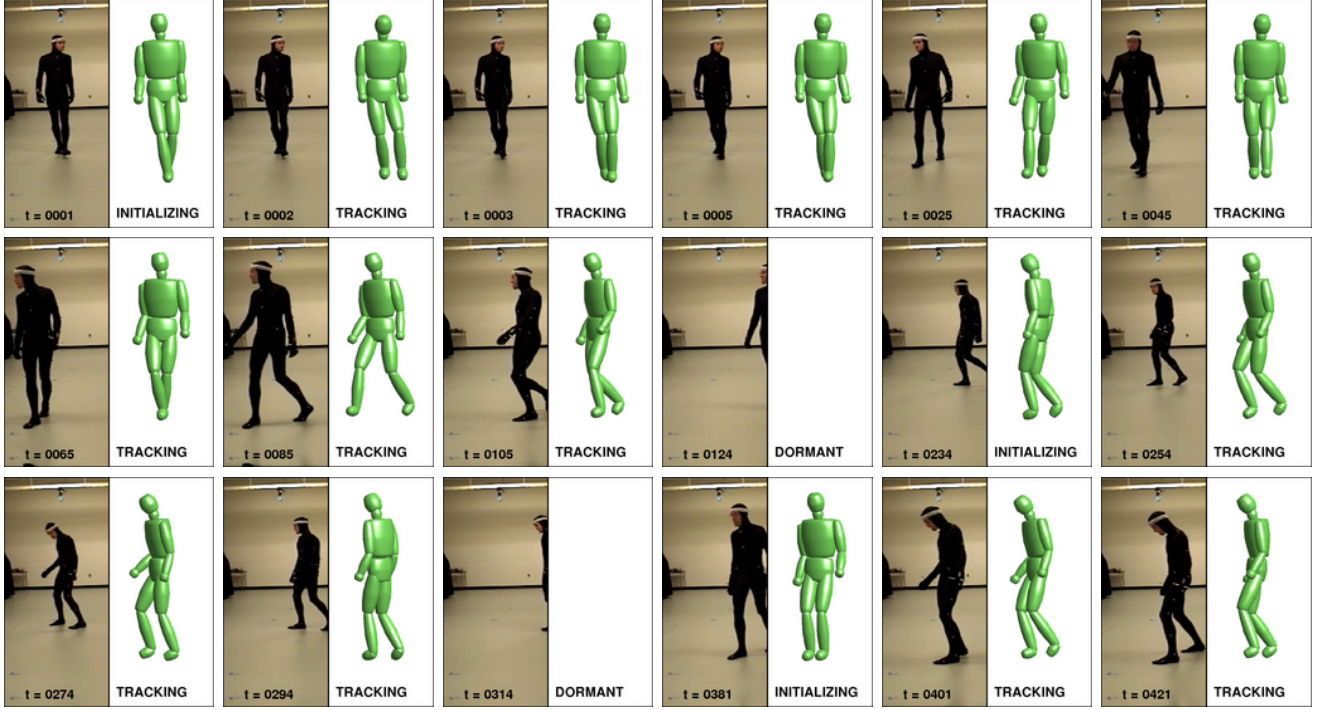 t = 0001 INITIALIZING
t = 0002 TRACKING
t = 0003 TRACKING
t = 0005 TRACKING
t = 0025 TRACKING
t = 0045 TRACKING
t = 0065 TRACKING
t = 0085 TRACKING
t = 0105 TRACKING
t = 0124 DORMANT
t = 0234 INITIALIZING
t = 0254 TRACKING
t = 0274 TRACKING
t = 0294 TRACKING
t = 0314 DORMANT
t = 0381 INITIALIZING
t = 0401 TRACKING
t = 0421 TRACKING